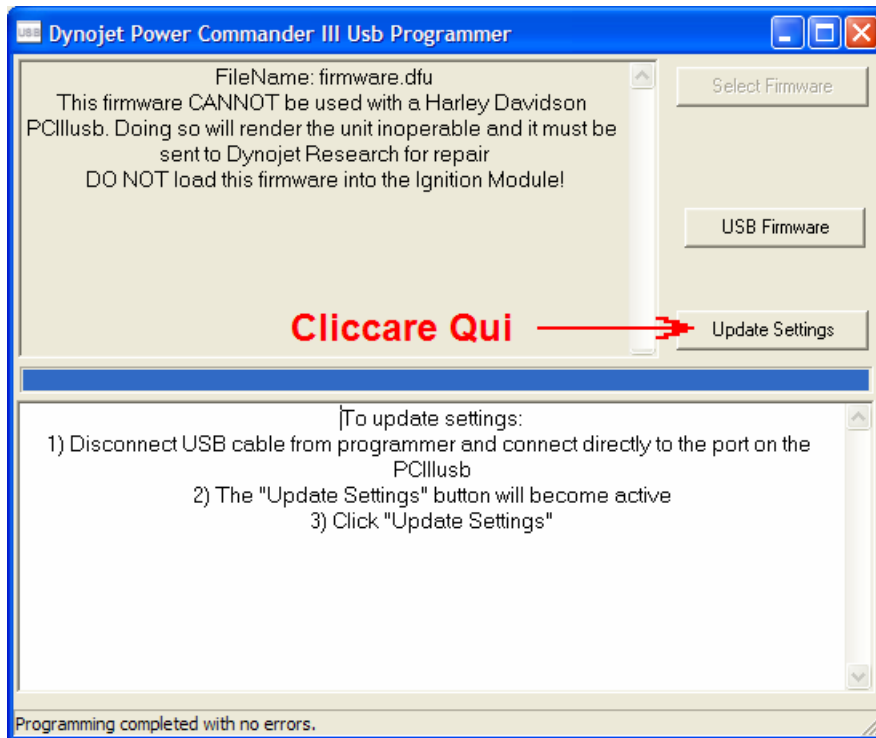 USB Dynojet Power Commander III Usb Programmer
FileName: firmware.dfu
This firmware CANNOT be used with a Harley Davidson
PCIIIusb. Doing so will render the unit inoperable and it must be
sent to Dynojet Research for repair
DO NOT load this firmware into the Ignition Module!
Select Firmware
USB Firmware
Cliccare Qui
Update Settings
To update settings:
1) Disconnect USB cable from programmer and connect directly to the port on the
PCIIIusb
2) The "Update Settings" button will become active
3) Click "Update Settings"
Programming completed with no errors.